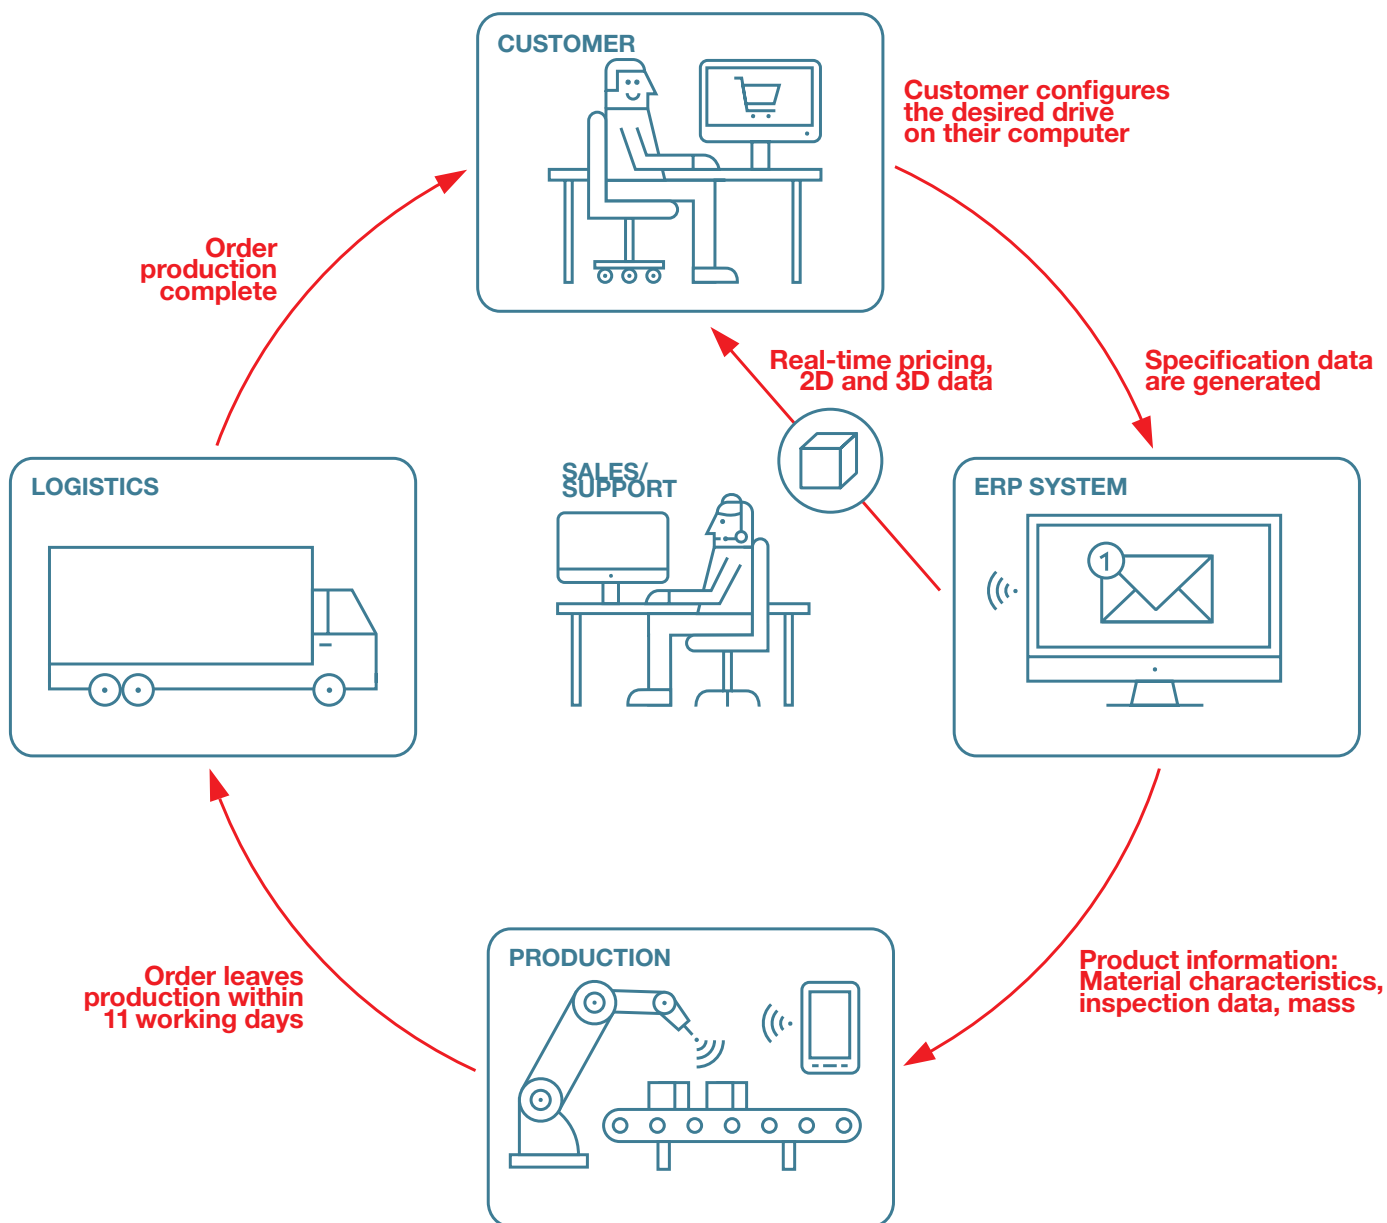 CUSTOMER
Customer configures
the desired drive
on their computer
Order
production
complete
Real-time pricing,
2D and 3D data
Specification data
are generated
LOGISTICS
SALES/
SUPPORT
ERP SYSTEM
1
PRODUCTION
Product information:
Material characteristics,
inspection data, mass
Order leaves
production within
11 working days